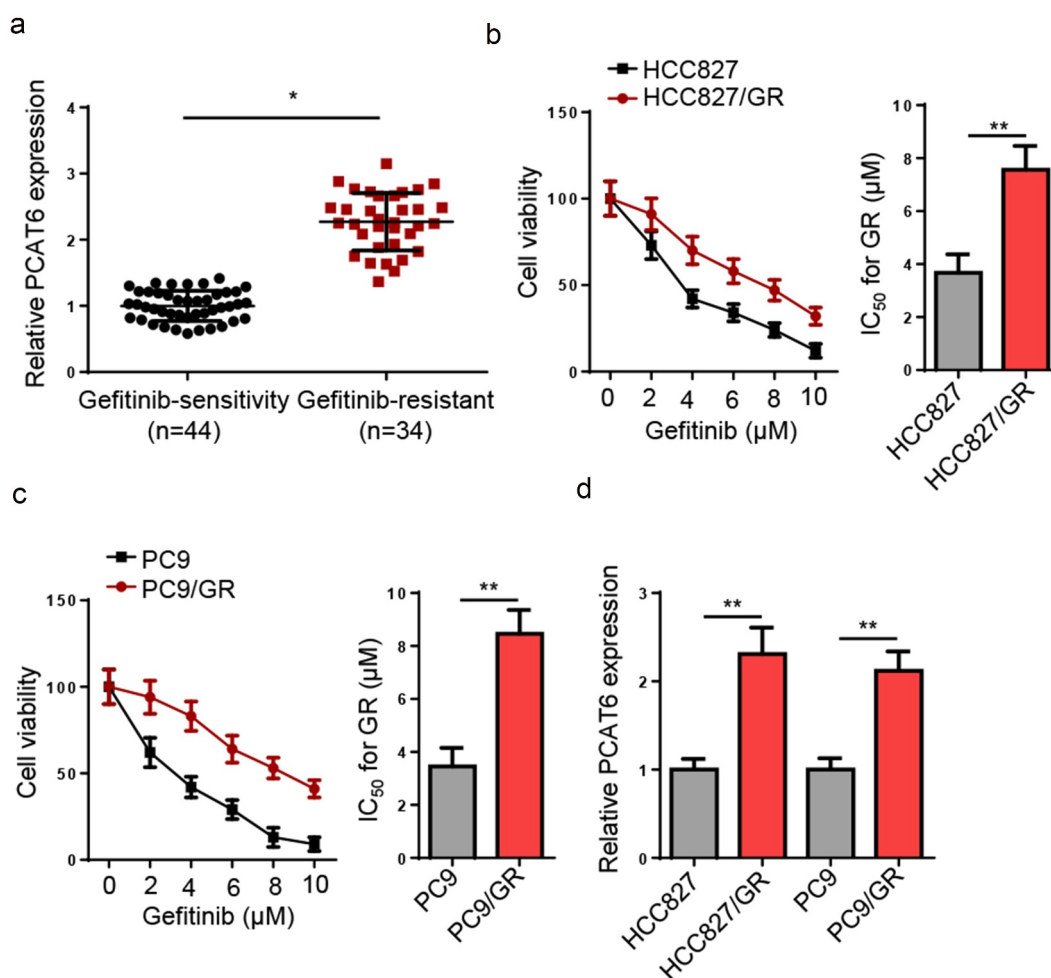 a
Relative PCAT6 expression
4
3
2
1
0
*
Gefitinib-sensitivity
(n=44)
Gefitinib-resistant
(n=34)
b
HCC827
HCC827/GR
Cell viability
150
100
50
0
0 2 4 6 8 10
Gefitinib (µM)
IC50 for GR (µM)
10
8
6
4
2
0
**
HCC827
HCC827/GR
c
PC9
PC9/GR
Cell viability
150
100
50
0
0 2 4 6 8 10
Gefitinib (µM)
IC50 for GR (µM)
10
8
6
4
2
0
**
PC9
PC9/GR
d
Relative PCAT6 expression
3
2
1
0
**
**
HCC827
HCC827/GR
PC9
PC9/GR